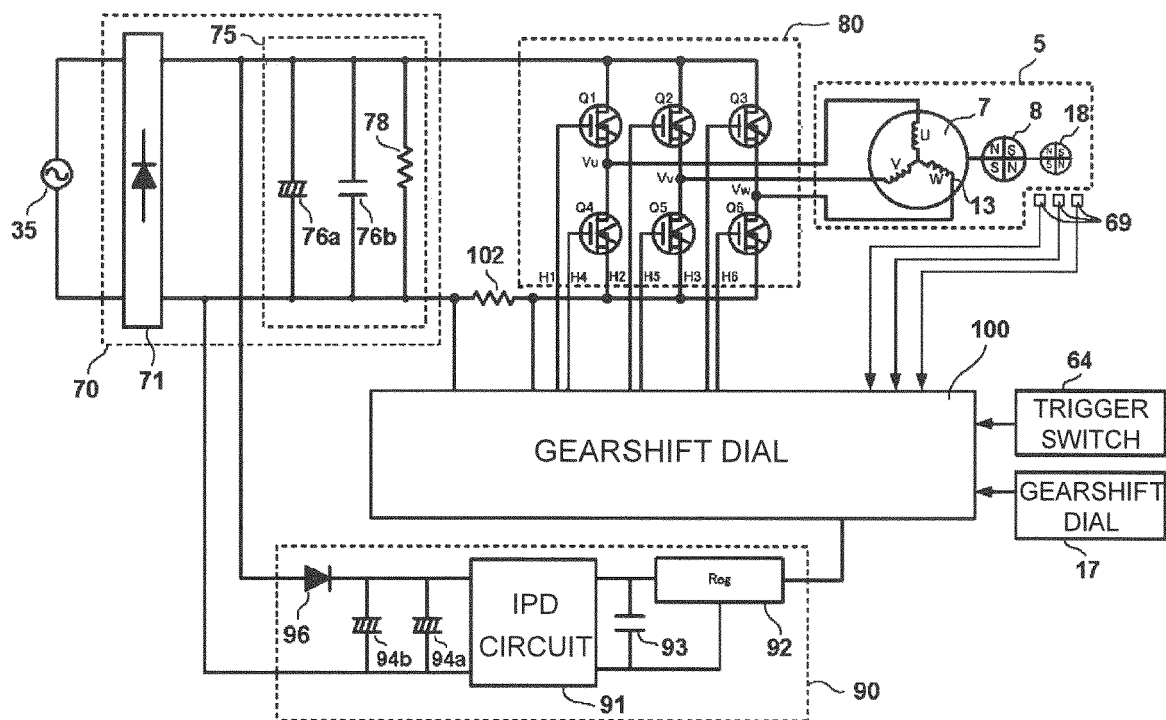 75
80
5
Q1
Q2
Q3
7
8
18
78
U
N S
S N
N S
S N
V
W
Vu
Vv
Vw
13
35
76a
76b
Q4
Q5
Q6
69
102
H1
H4
H2
H5
H3
H6
70
71
100
64
GEARSHIFT DIAL
TRIGGER
SWITCH
GEARSHIFT
DIAL
17
Reg
IPD
CIRCUIT
96
94b
94a
93
92
91
90